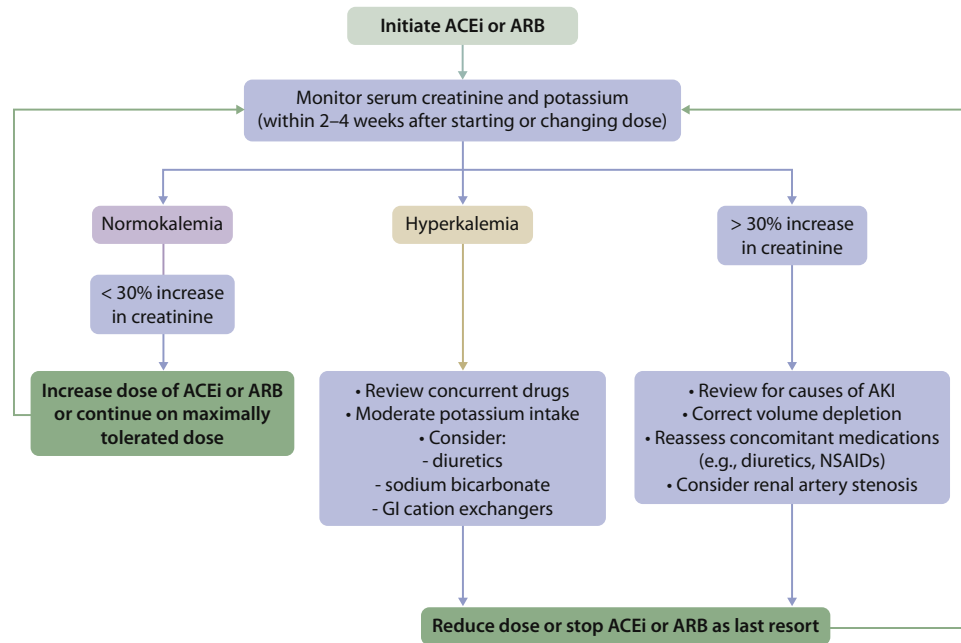 Initiate ACEi or ARB
Monitor serum creatinine and potassium
(within 2–4 weeks after starting or changing dose)
Normokalemia
< 30% increase
in creatinine
Increase dose of ACEi or ARB
or continue on maximally
tolerated dose
Hyperkalemia
• Review concurrent drugs
• Moderate potassium intake
• Consider:
- diuretics
- sodium bicarbonate
- GI cation exchangers
> 30% increase
in creatinine
• Review for causes of AKI
• Correct volume depletion
• Reassess concomitant medications
(e.g., diuretics, NSAIDs)
• Consider renal artery stenosis
Reduce dose or stop ACEi or ARB as last resort